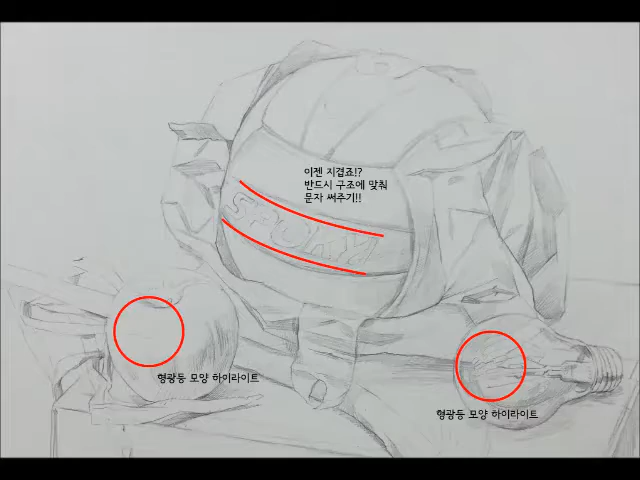 이젠 지겹죠!?
반드시 구조에 맞춰
문자 써주기!!
형광등 모양 하이라이트
형광등 모양 하이라이트